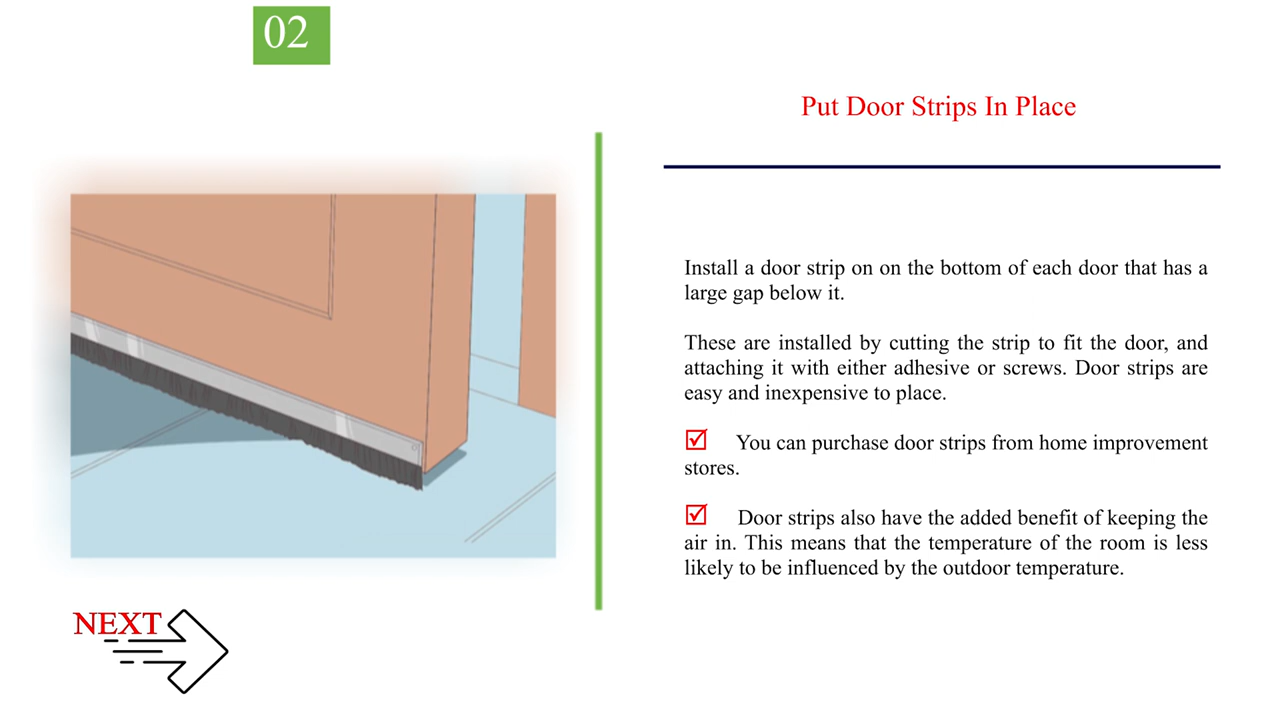 02
Put Door Strips In Place
Install a door strip on on the bottom of each door that has a
large gap below it.
These are installed by cutting the strip to fit the door, and
attaching it with either adhesive or screws. Door strips are
easy and inexpensive to place.
You can purchase door strips from home improvement
stores.
Door strips also have the added benefit of keeping the
air in. This means that the temperature of the room is less
likely to be influenced by the outdoor temperature.
NEXT